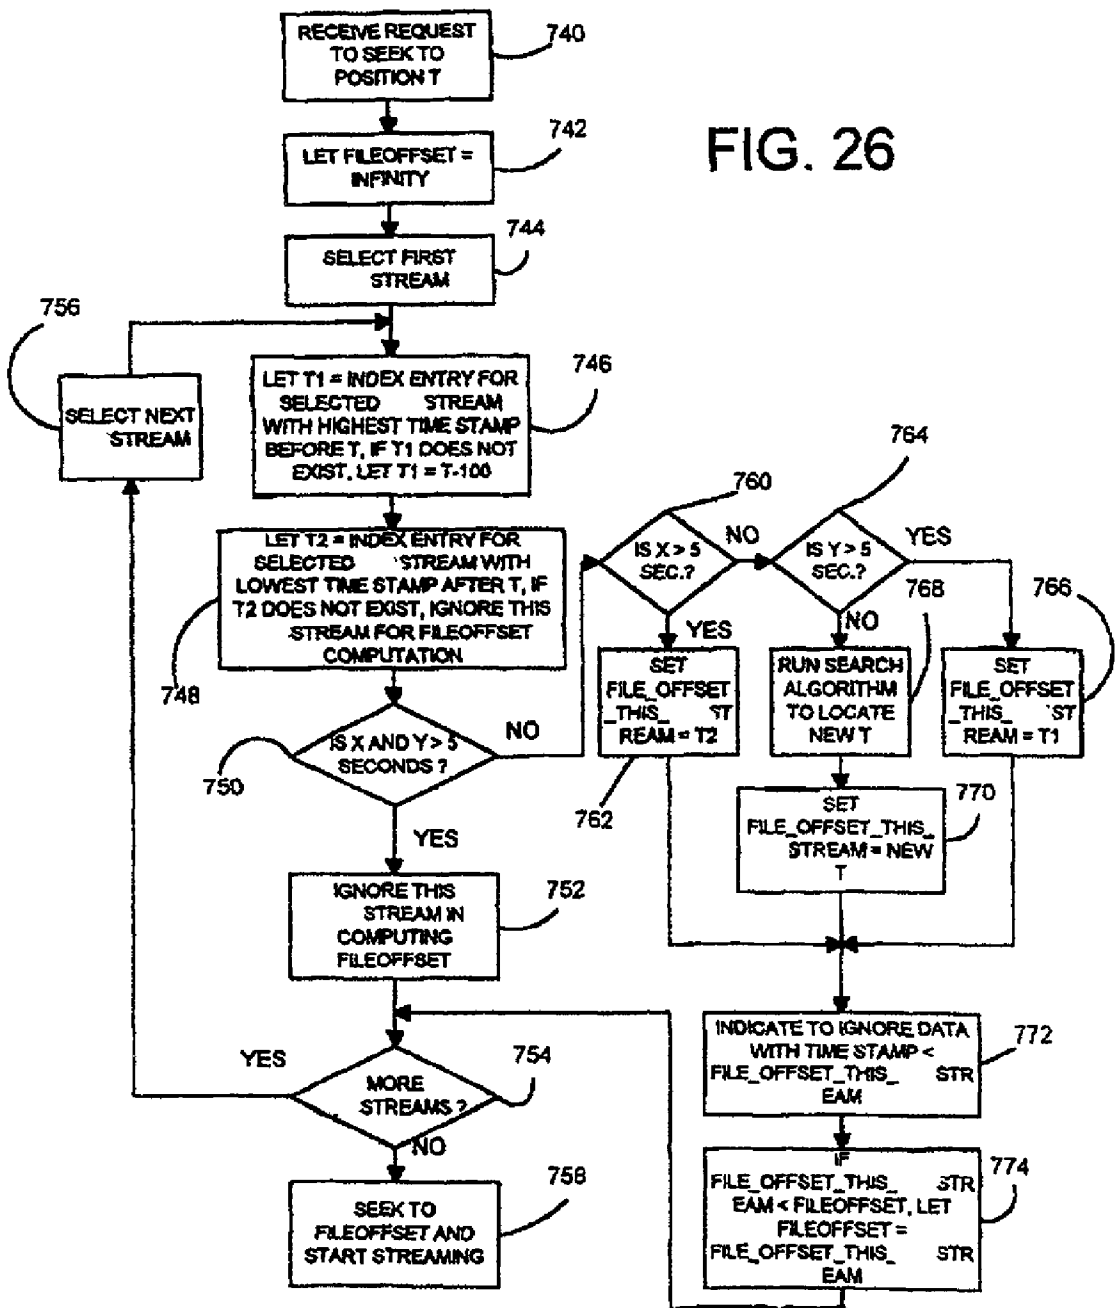 RECEIVE REQUEST
TO SEEK TO
POSITION T
740
FIG. 26
LET FILEOFFSET =
INFINITY
742
SELECT FIRST
STREAM
744
756
SELECT NEXT
STREAM
LET T1 = INDEX ENTRY FOR
SELECTED STREAM
WITH HIGHEST TIME STAMP
BEFORE T, IF T1 DOES NOT
EXIST, LET T1 = T-100
746
LET T2 = INDEX ENTRY FOR
SELECTED STREAM WITH
LOWEST TIME STAMP AFTER T, IF
T2 DOES NOT EXIST, IGNORE THIS
STREAM FOR FILEOFFSET
COMPUTATION
748
IS X AND Y > 5
SECONDS ?
750
NO
YES
IS X > 5
SEC.?
760
NO
YES
IS Y > 5
SEC.?
764
YES
NO
SET
FILE_OFFSET
_THIS_ ST
REAM = T2
762
RUN SEARCH
ALGORITHM
TO LOCATE
NEW T
768
SET
FILE_OFFSET
_THIS_ ST
REAM = T1
766
SET
FILE_OFFSET_THIS_
STREAM = NEW
T
770
IGNORE THIS
STREAM IN
COMPUTING
FILEOFFSET
752
MORE
STREAMS ?
754
YES
NO
SEEK TO
FILEOFFSET AND
START STREAMING
758
INDICATE TO IGNORE DATA
WITH TIME STAMP <
FILE_OFFSET_THIS_ STR
EAM
772
IF
FILE_OFFSET_THIS_ STR
EAM < FILEOFFSET, LET
FILEOFFSET =
FILE_OFFSET_THIS_ STR
EAM
774